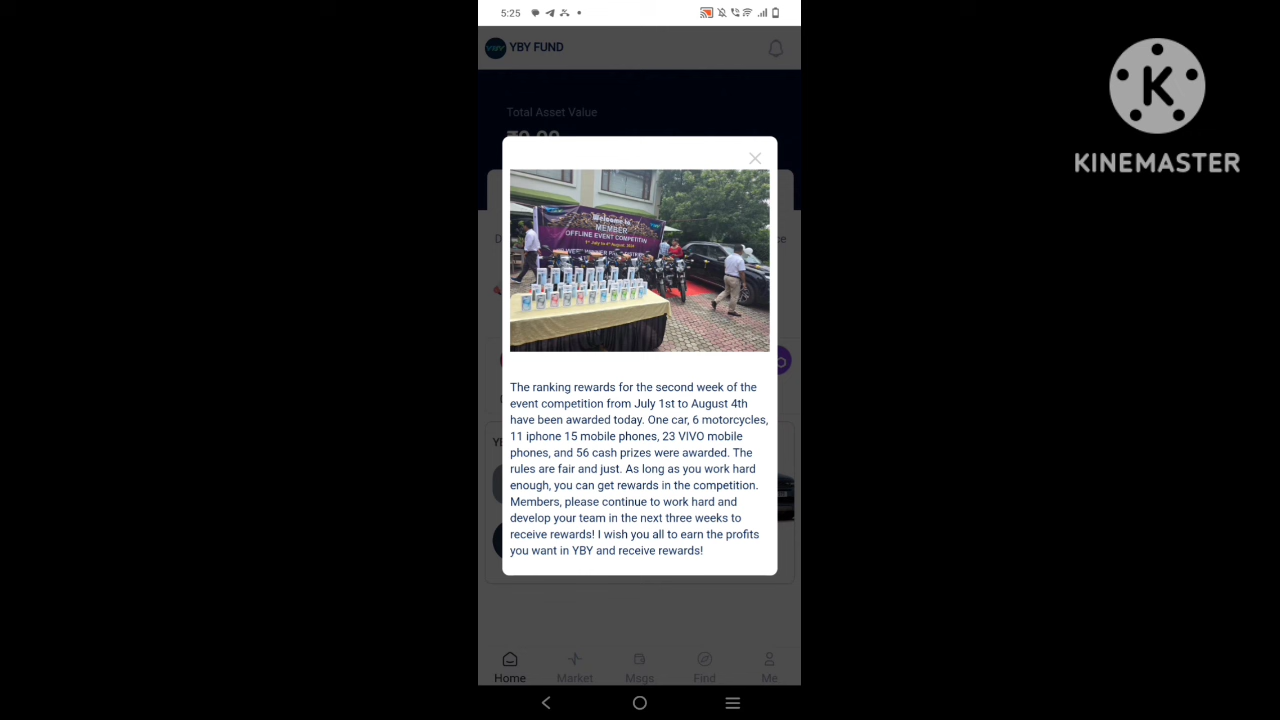 5:25
YBY YBY FUND
Total Asset Value
KINEMASTER
Welcome to
MEMBER
OFFLINE EVENT COMPETITIN
The ranking rewards for the second week of the
event competition from July 1st to August 4th
have been awarded today. One car, 6 motorcycles,
11 iphone 15 mobile phones, 23 VIVO mobile
phones, and 56 cash prizes were awarded. The
rules are fair and just. As long as you work hard
enough, you can get rewards in the competition.
Members, please continue to work hard and
develop your team in the next three weeks to
receive rewards! I wish you all to earn the profits
you want in YBY and receive rewards!
Home Market Msgs Find Me